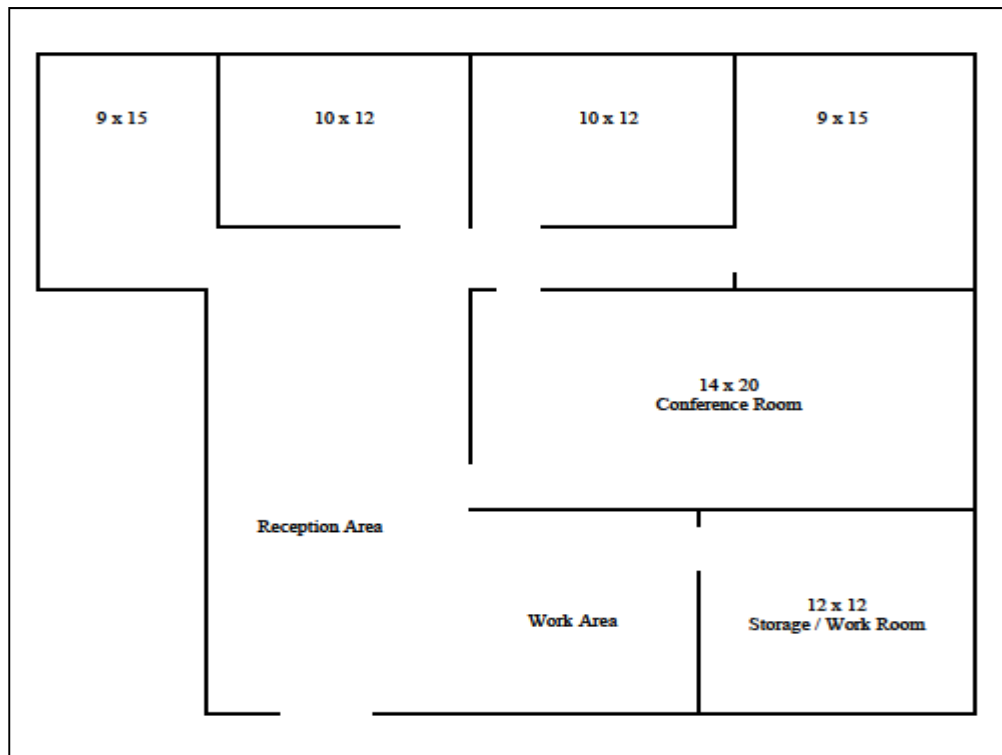 9 x 15
10 x 12
10 x 12
9 x 15
14 x 20
Conference Room
Reception Area
Work Area
12 x 12
Storage / Work Room